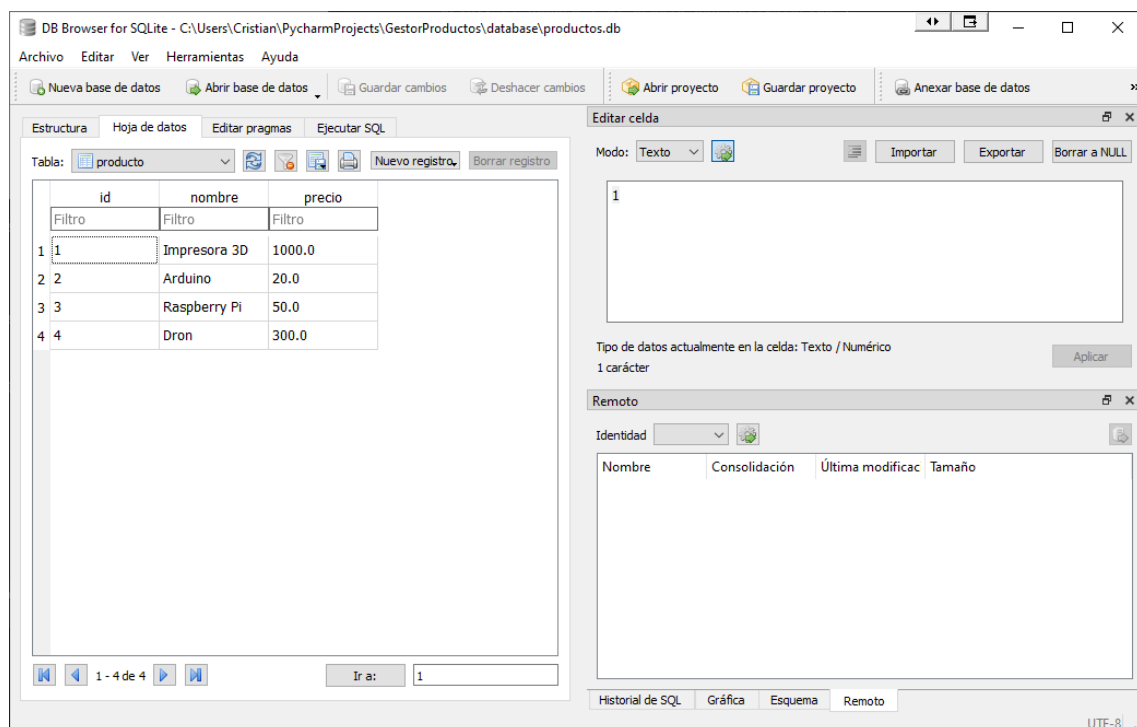 DB Browser for SQLite - C:\Users\Cristian\PycharmProjects\GestorProductos\database\productos.db
Archivo Editar Ver Herramientas Ayuda
Nueva base de datos Abrir base de datos Guardar cambios Deshacer cambios Abrir proyecto Guardar proyecto Anexar base de datos »
Estructura Hoja de datos Editar pragmas Ejecutar SQL
Tabla: producto Nuevo registro Borrar registro
id nombre precio
Filtro Filtro Filtro
1 1 Impresora 3D 1000.0
2 2 Arduino 20.0
3 3 Raspberry Pi 50.0
4 4 Dron 300.0
1 - 4 de 4 Ir a: 1
Editar celda
Modo: Texto Importar Exportar Borrar a NULL
1
Tipo de datos actualmente en la celda: Texto / Numérico
1 carácter
Aplicar
Remoto
Identidad
Nombre Consolidación Última modificac Tamaño
Historial de SQL Gráfica Esquema Remoto
UTF-8